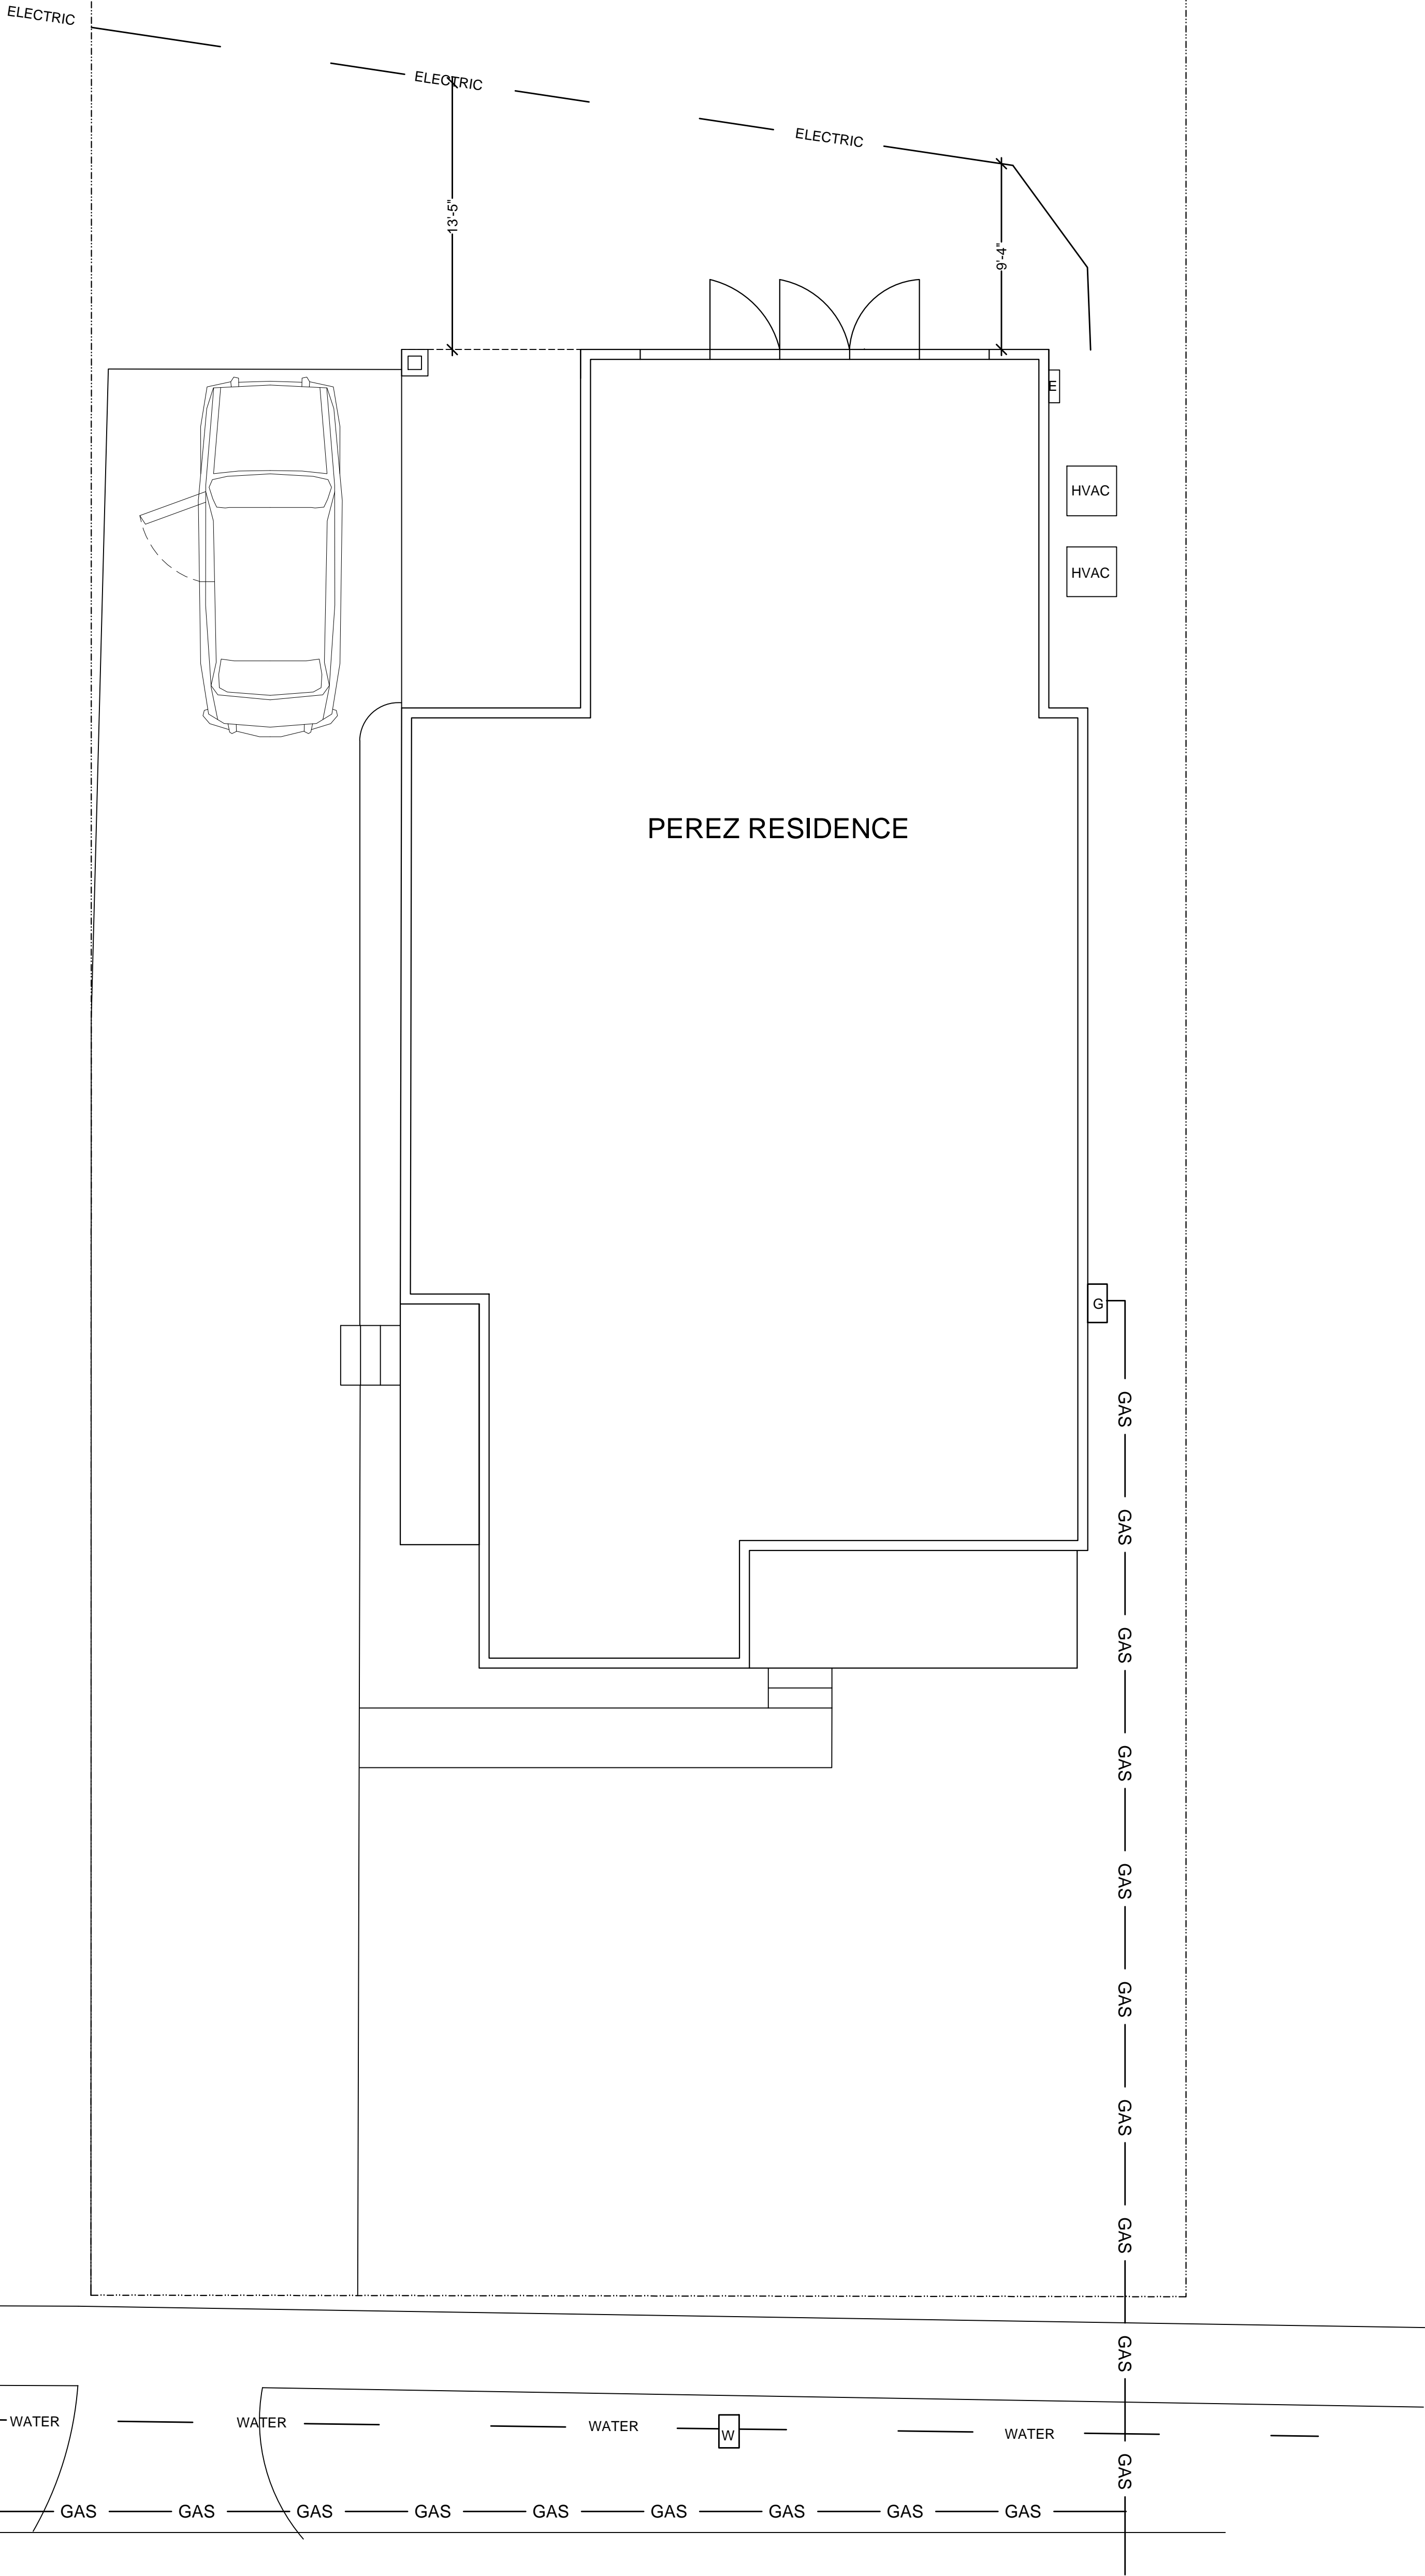 ELECTRIC
ELECTRIC
ELECTRIC
13'-5"
9'-4"
E
HVAC
HVAC
PEREZ RESIDENCE
G
GAS
GAS
GAS
GAS
GAS
GAS
GAS
GAS
GAS
WATER
WATER
WATER
W
WATER
GAS
GAS
GAS
GAS
GAS
GAS
GAS
GAS
GAS
GAS